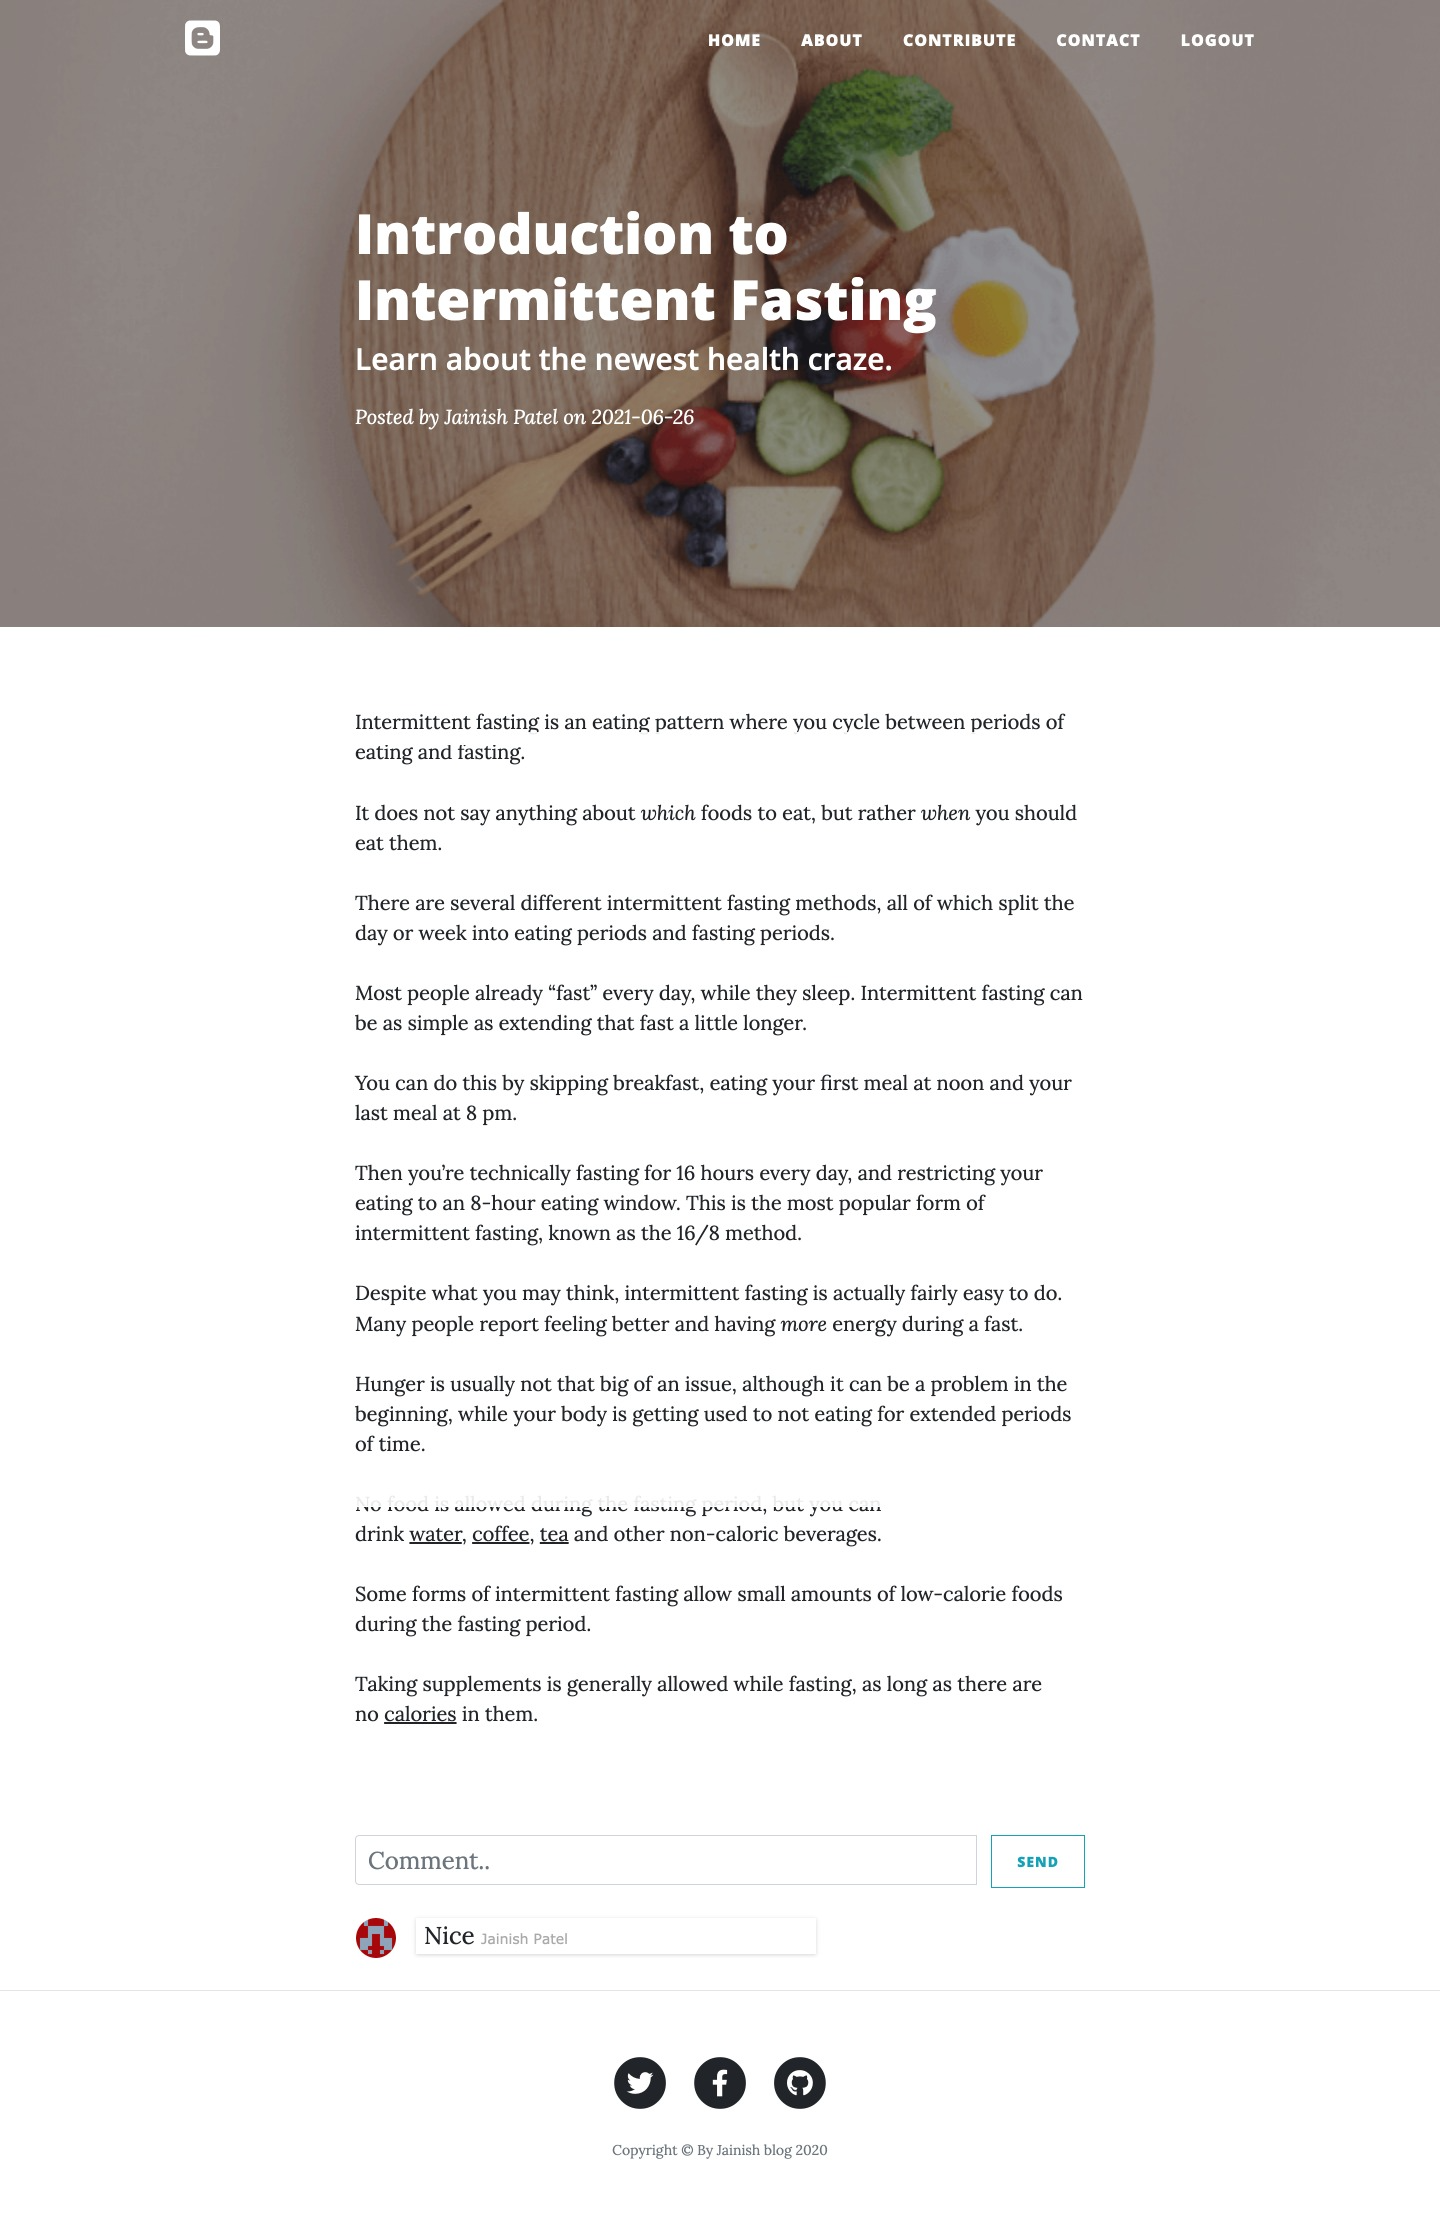 HOME ABOUT CONTRIBUTE CONTACT LOGOUT
Introduction to
Intermittent Fasting
Learn about the newest health craze.
Posted by Jainish Patel on 2021-06-26
Intermittent fasting is an eating pattern where you cycle between periods of
eating and fasting.
It does not say anything about which foods to eat, but rather when you should
eat them.
There are several different intermittent fasting methods, all of which split the
day or week into eating periods and fasting periods.
Most people already “fast” every day, while they sleep. Intermittent fasting can
be as simple as extending that fast a little longer.
You can do this by skipping breakfast, eating your first meal at noon and your
last meal at 8 pm.
Then you’re technically fasting for 16 hours every day, and restricting your
eating to an 8-hour eating window. This is the most popular form of
intermittent fasting, known as the 16/8 method.
Despite what you may think, intermittent fasting is actually fairly easy to do.
Many people report feeling better and having more energy during a fast.
Hunger is usually not that big of an issue, although it can be a problem in the
beginning, while your body is getting used to not eating for extended periods
of time.
No food is allowed during the fasting period, but you can
drink water, coffee, tea and other non-caloric beverages.
Some forms of intermittent fasting allow small amounts of low-calorie foods
during the fasting period.
Taking supplements is generally allowed while fasting, as long as there are
no calories in them.
Comment..
SEND
Nice Jainish Patel
Copyright © By Jainish blog 2020